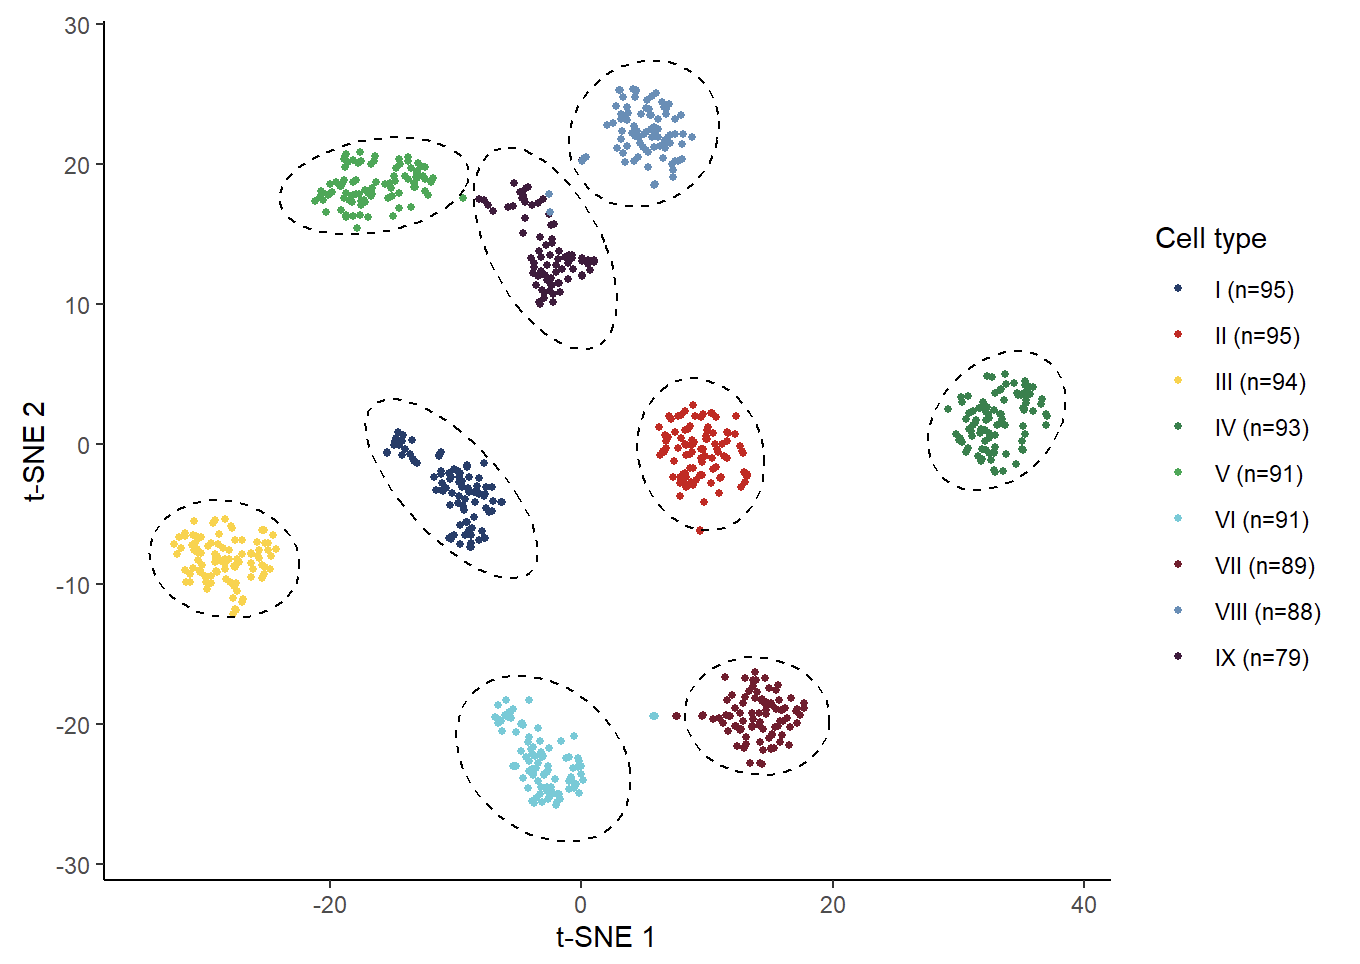 30
20
10
0
-10
-20
-30
t-SNE 2
-20
0
20
40
t-SNE 1
Cell type
I (n=95)
II (n=95)
III (n=94)
IV (n=93)
V (n=91)
VI (n=91)
VII (n=89)
VIII (n=88)
IX (n=79)